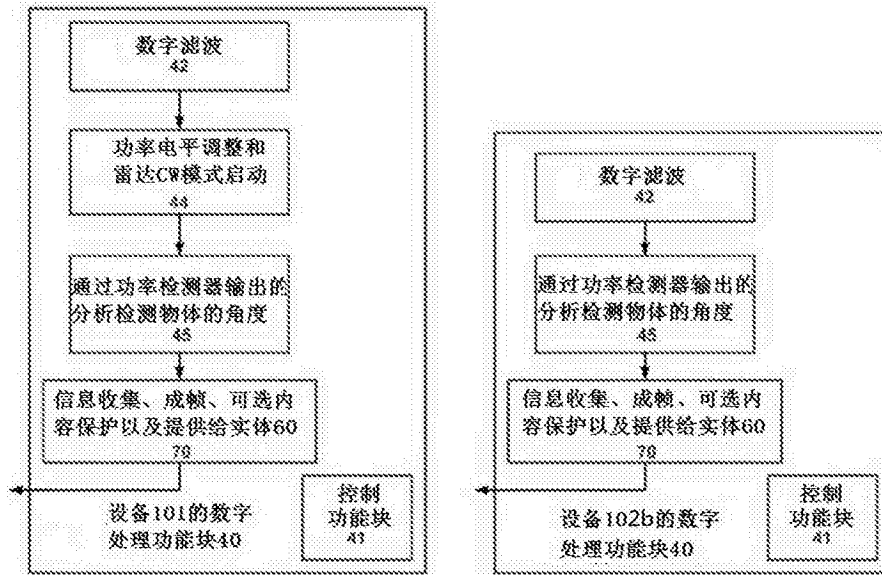 数字滤波
42
功率电平调整和
雷达CW模式启动
44
通过功率检测器输出的
分析检测物体的角度
45
信息收集、成帧、可选内
容保护以及提供给实体60
70
设备101的数字
处理功能块40
控制
功能块
43
数字滤波
42
通过功率检测器输出的
分析检测物体的角度
45
信息收集、成帧、可选内
容保护以及提供给实体60
70
设备102b的数字
处理功能块40
控制
功能块
43